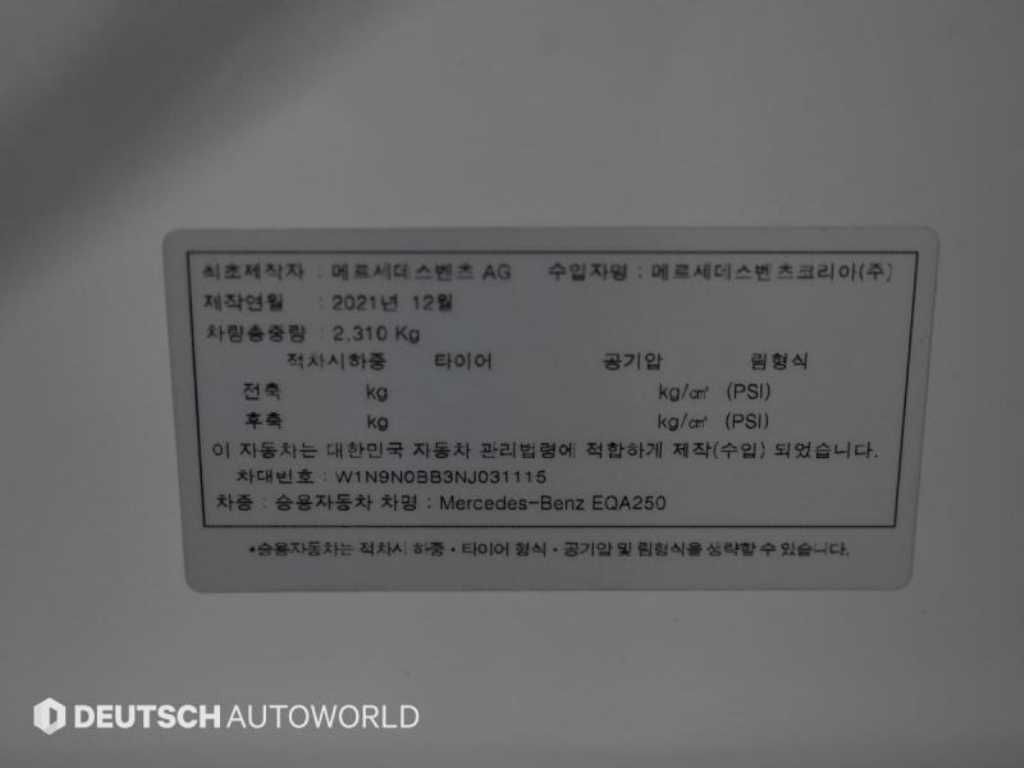 최초제작자 : 메르세데스벤츠 AG 수입자명 : 메르세데스벤츠코리아(주)
제작연월 : 2021년 12월
차량총중량 : 2,310 Kg
적차시하중 타이어 공기압 림형식
전축 kg kg/㎠ (PSI)
후축 kg kg/㎠ (PSI)
이 자동차는 대한민국 자동차 관리법령에 적합하게 제작(수입) 되었습니다.
차대번호 : W1N9N0BB3NJ031115
차종 : 승용자동차 차명 : Mercedes-Benz EQA250
*승용자동차는 적차시 하중·타이어 형식·공기압 및 림형식을 생략할 수 있습니다.
DEUTSCH AUTOWORLD